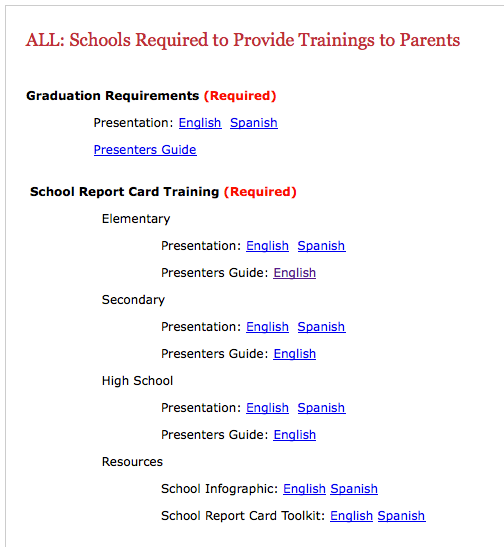 ALL: Schools Required to Provide Trainings to Parents
Graduation Requirements (Required)
Presentation: English Spanish
Presenters Guide
School Report Card Training (Required)
Elementary
Presentation: English Spanish
Presenters Guide: English
Secondary
Presentation: English Spanish
Presenters Guide: English
High School
Presentation: English Spanish
Presenters Guide: English
Resources
School Infographic: English Spanish
School Report Card Toolkit: English Spanish